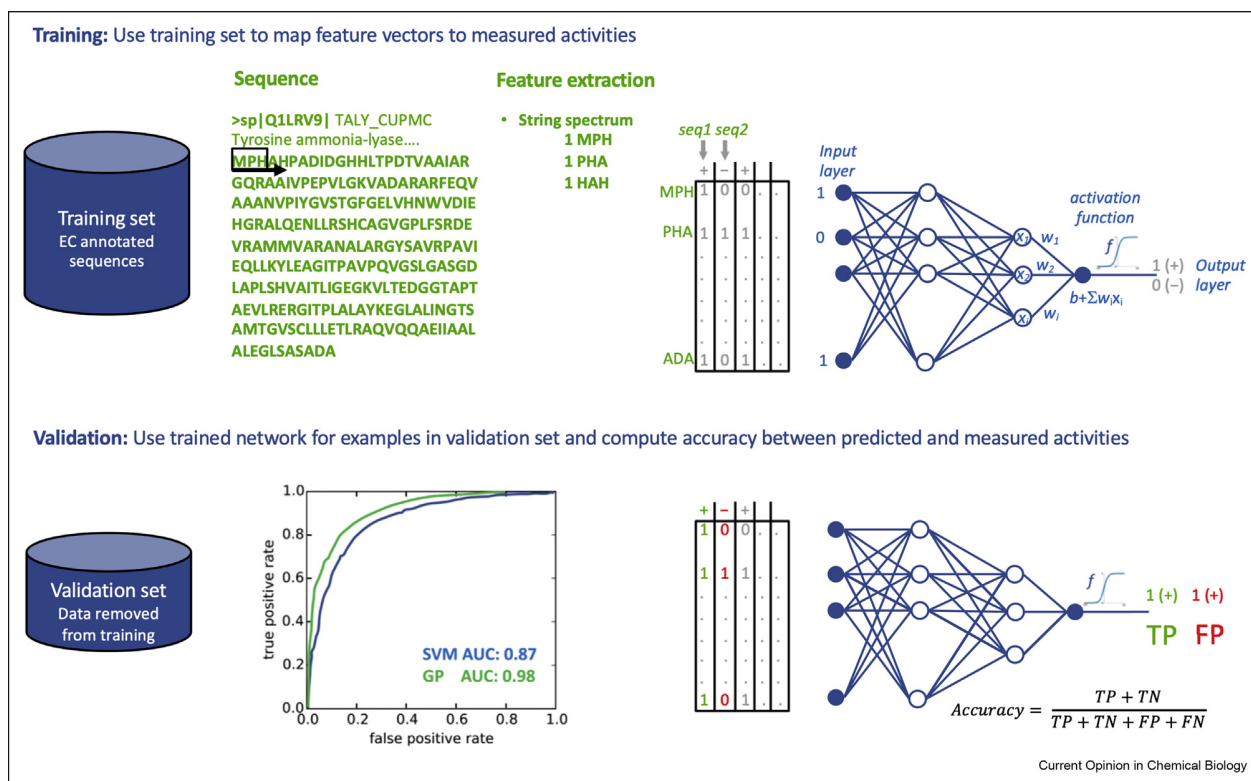 Training: Use training set to map feature vectors to measured activities
Training set
EC annotated
sequences
Sequence
>sp|Q1LRV9| TALY_CUPMC
Tyrosine ammonia-lyase....
MPHAHPADIDGHHLTPDTVAAIAR
GQRAAIVPEPVLGKVADARARFEQV
AAANVPIYGVSTGFGELVHNWVDIE
HGRALQENLLRSHCAGVGPLFSRDE
VRAMMVARANALARGYSAVRPAVI
EQLLKYLEAGITPAVPQVGSLGASGD
LAPLSHVAITLIGEGKVLTEDGGTAPT
AEVLRERGITPLALAYKEGLALINGTS
AMTGVSCLLLETLRAQVQQAEIIAAL
ALEGLSASADA
Feature extraction
• String spectrum
1 MPH
1 PHA
1 HAH
seq1 seq2
+ − +
MPH 1 0 0 . .
. . . . .
PHA 1 1 1 . .
. . . . .
. . . . .
. . . . .
. . . . .
ADA 1 0 1 . .
Input
layer
1
0
1
x1
x2
xi
w1
w2
wi
activation
function
f
b+Σwixi
1 (+)
0 (−)
Output
layer
Validation: Use trained network for examples in validation set and compute accuracy between predicted and measured activities
Validation set
Data removed
from training
true positive rate
1.0
0.8
0.6
0.4
0.2
0.0
SVM AUC: 0.87
GP AUC: 0.98
0.0 0.2 0.4 0.6 0.8 1.0
false positive rate
+ − +
1 0 0 . .
. . . . .
1 1 1 . .
. . . . .
. . . . .
. . . . .
. . . . .
1 0 1 . .
f
1 (+) 1 (+)
TP FP
Accuracy = TP + TN
TP + TN + FP + FN
Current Opinion in Chemical Biology